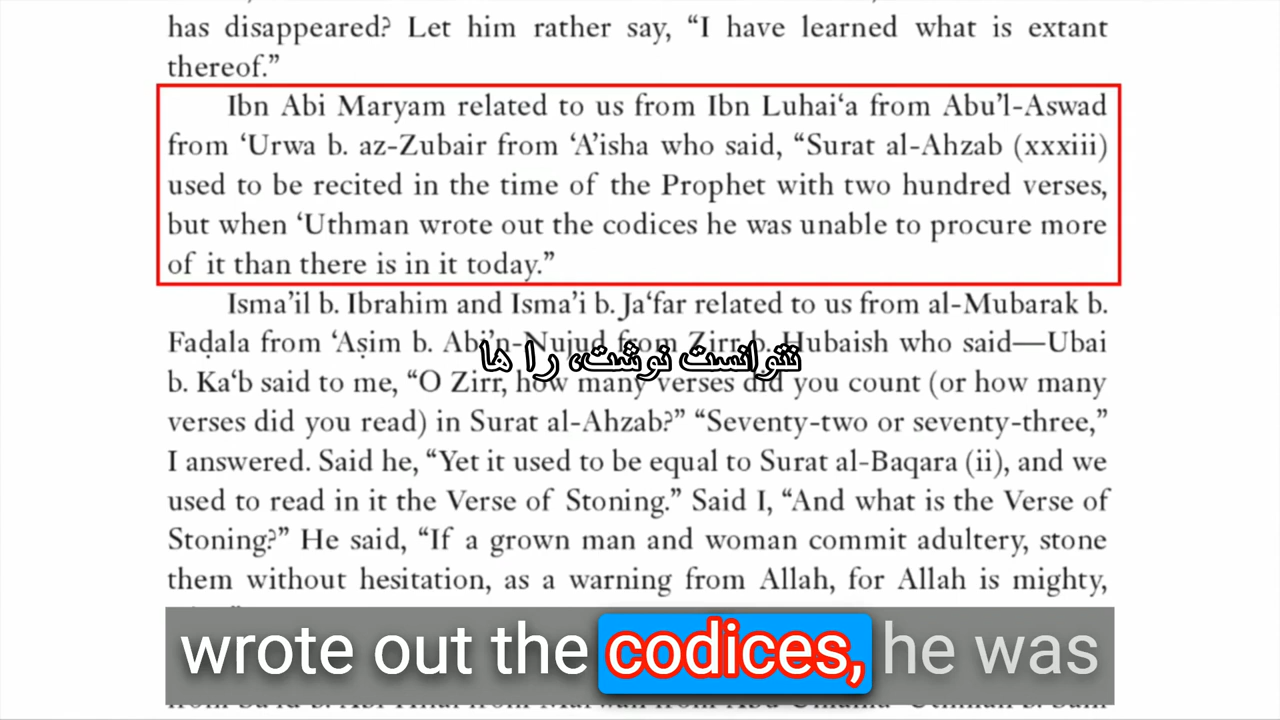 has disappeared? Let him rather say, “I have learned what is extant
thereof.”
Ibn Abi Maryam related to us from Ibn Luhai‘a from Abu’l-Aswad
from ‘Urwa b. az-Zubair from ‘A’isha who said, “Surat al-Ahzab (xxxiii)
used to be recited in the time of the Prophet with two hundred verses,
but when ‘Uthman wrote out the codices he was unable to procure more
of it than there is in it today.”
Isma’il b. Ibrahim and Isma’i b. Ja‘far related to us from al-Mubarak b.
Faḍala from ‘Aṣim b. Abi’n-Nujud from Zirr b. Hubaish who said—Ubai
نتوانست نوشت، را ها
b. Ka‘b said to me, “O Zirr, how many verses did you count (or how many
verses did you read) in Surat al-Ahzab?” “Seventy-two or seventy-three,”
I answered. Said he, “Yet it used to be equal to Surat al-Baqara (ii), and we
used to read in it the Verse of Stoning.” Said I, “And what is the Verse of
Stoning?” He said, “If a grown man and woman commit adultery, stone
them without hesitation, as a warning from Allah, for Allah is mighty,
wrote out the codices, he was